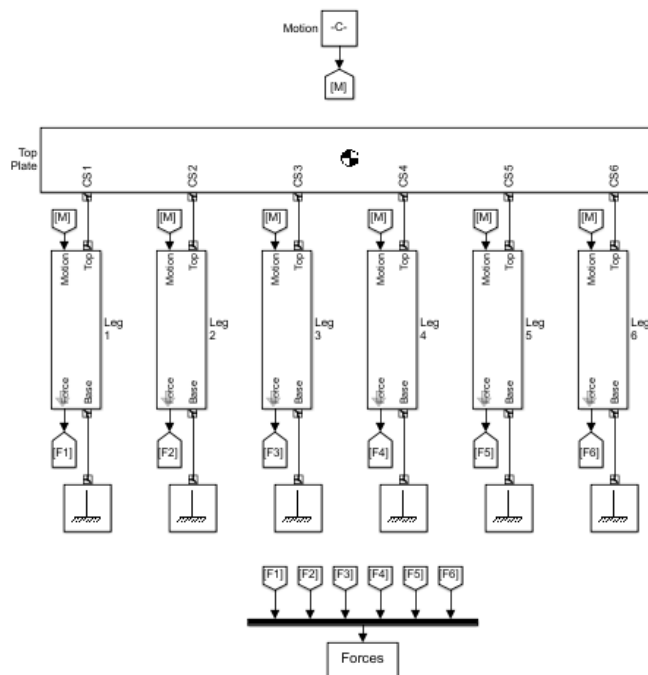 Motion
-C-
[M]
Top
Plate
CS1 CS2 CS3 CS4 CS5 CS6
[M] [M] [M] [M] [M] [M]
Motion Top Motion Top Motion Top Motion Top Motion Top Motion Top
Leg Leg Leg Leg Leg Leg
1 2 3 4 5 6
Force Base Force Base Force Base Force Base Force Base Force Base
[F1] [F2] [F3] [F4] [F5] [F6]
[F1] [F2] [F3] [F4] [F5] [F6]
Forces